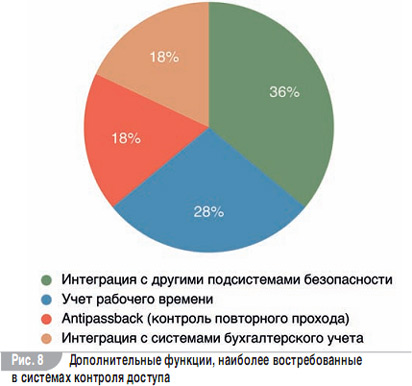 18%
36%
18%
28%
Интеграция с другими подсистемами безопасности
Учет рабочего времени
Antipassback (контроль повторного прохода)
Интеграция с системами бухгалтерского учета
Рис. 8 Дополнительные функции, наиболее востребованные
в системах контроля доступа